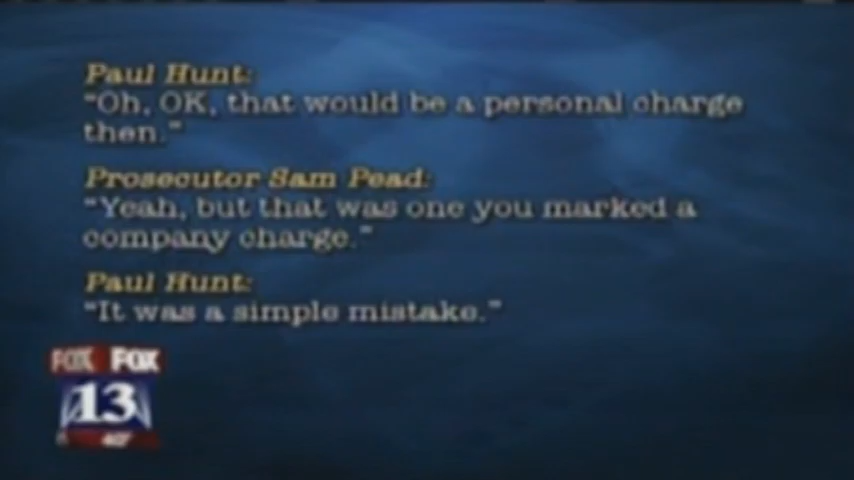 Paul Hunt:
“Oh, OK, that would be a personal charge
then.”
Prosecutor Sam Pead:
“Yeah, but that was one you marked a
company charge.”
Paul Hunt:
“It was a simple mistake.”
FOX FOX
13
40°